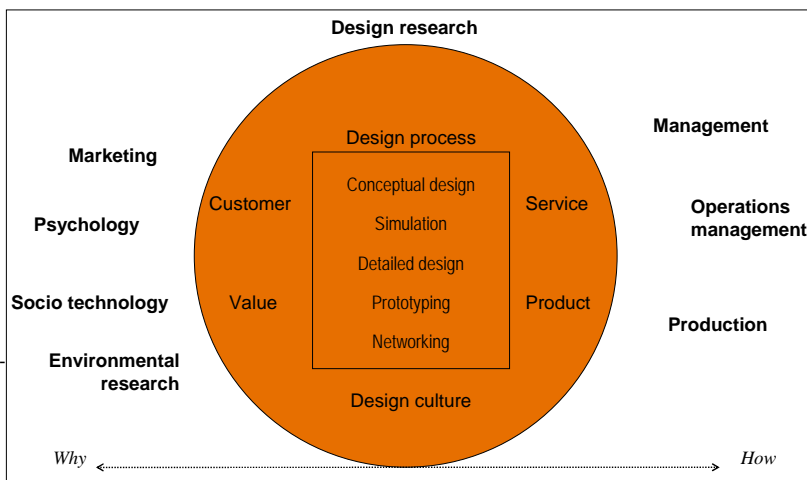 Design research
Management
Design process
Marketing
Conceptual design
Customer
Service
Operations
management
Psychology
Simulation
Detailed design
Socio technology
Value
Prototyping
Product
Production
Networking
Environmental
research
Design culture
Why
How